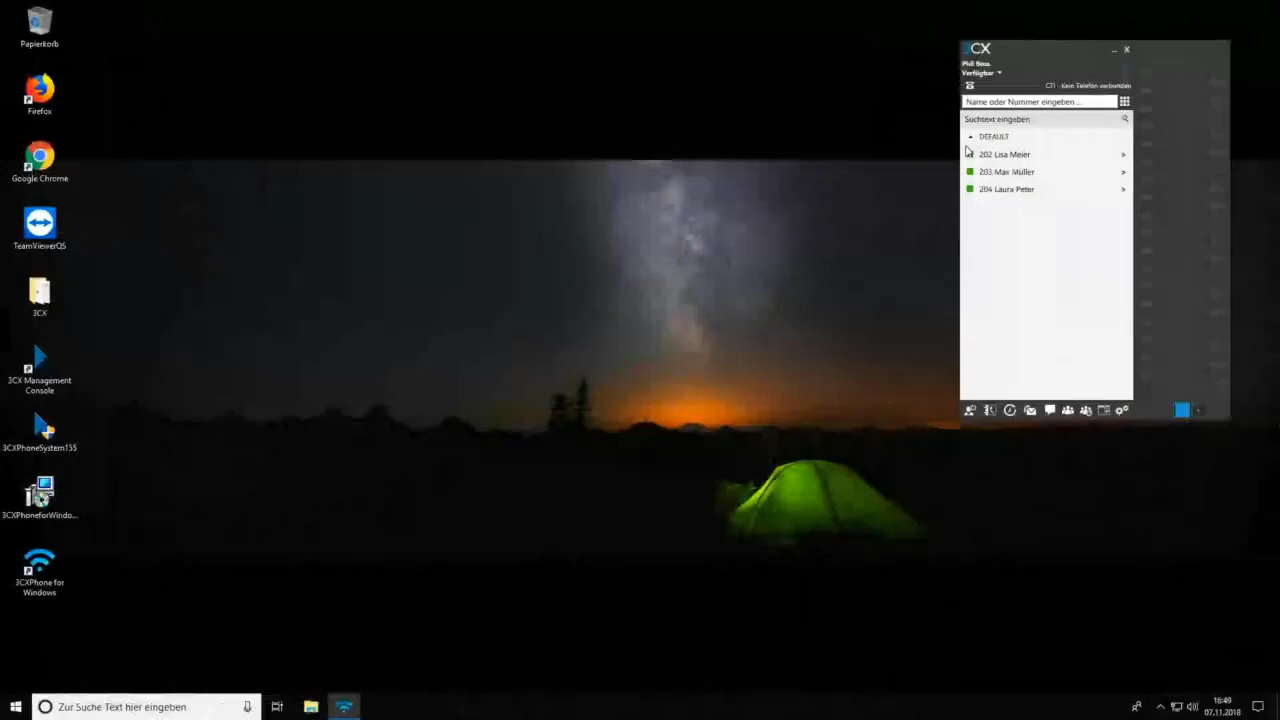 Papierkorb
Firefox
Google Chrome
TeamViewerQS
3CX
3CX Management
Console
3CXPhoneSystem155
3CXPhoneforWindo...
3CXPhone for
Windows
3CX
Phil Boss
Verfügbar
CTI - Kein Telefon verbunden
Name oder Nummer eingeben ...
Suchtext eingeben
DEFAULT
202 Lisa Meier
203 Max Müller
204 Laura Peter
Zur Suche Text hier eingeben
16:49
07.11.2018